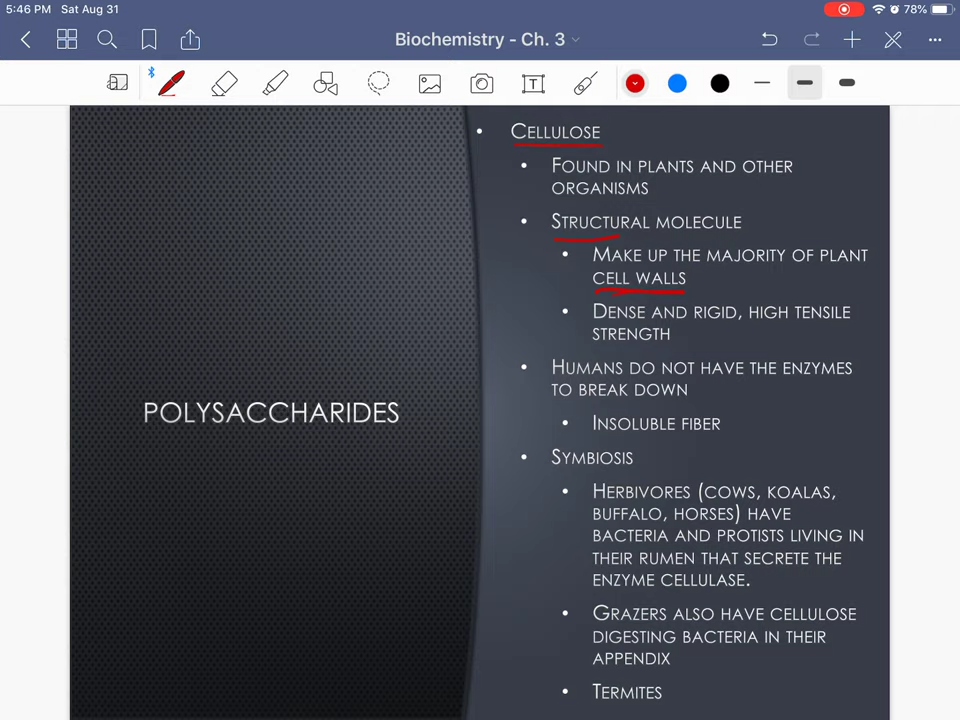 5:46 PM Sat Aug 31
78%
Biochemistry - Ch. 3
T
POLYSACCHARIDES
• CELLULOSE
• FOUND IN PLANTS AND OTHER
ORGANISMS
• STRUCTURAL MOLECULE
• MAKE UP THE MAJORITY OF PLANT
CELL WALLS
• DENSE AND RIGID, HIGH TENSILE
STRENGTH
• HUMANS DO NOT HAVE THE ENZYMES
TO BREAK DOWN
• INSOLUBLE FIBER
• SYMBIOSIS
• HERBIVORES (COWS, KOALAS,
BUFFALO, HORSES) HAVE
BACTERIA AND PROTISTS LIVING IN
THEIR RUMEN THAT SECRETE THE
ENZYME CELLULASE.
• GRAZERS ALSO HAVE CELLULOSE
DIGESTING BACTERIA IN THEIR
APPENDIX
• TERMITES